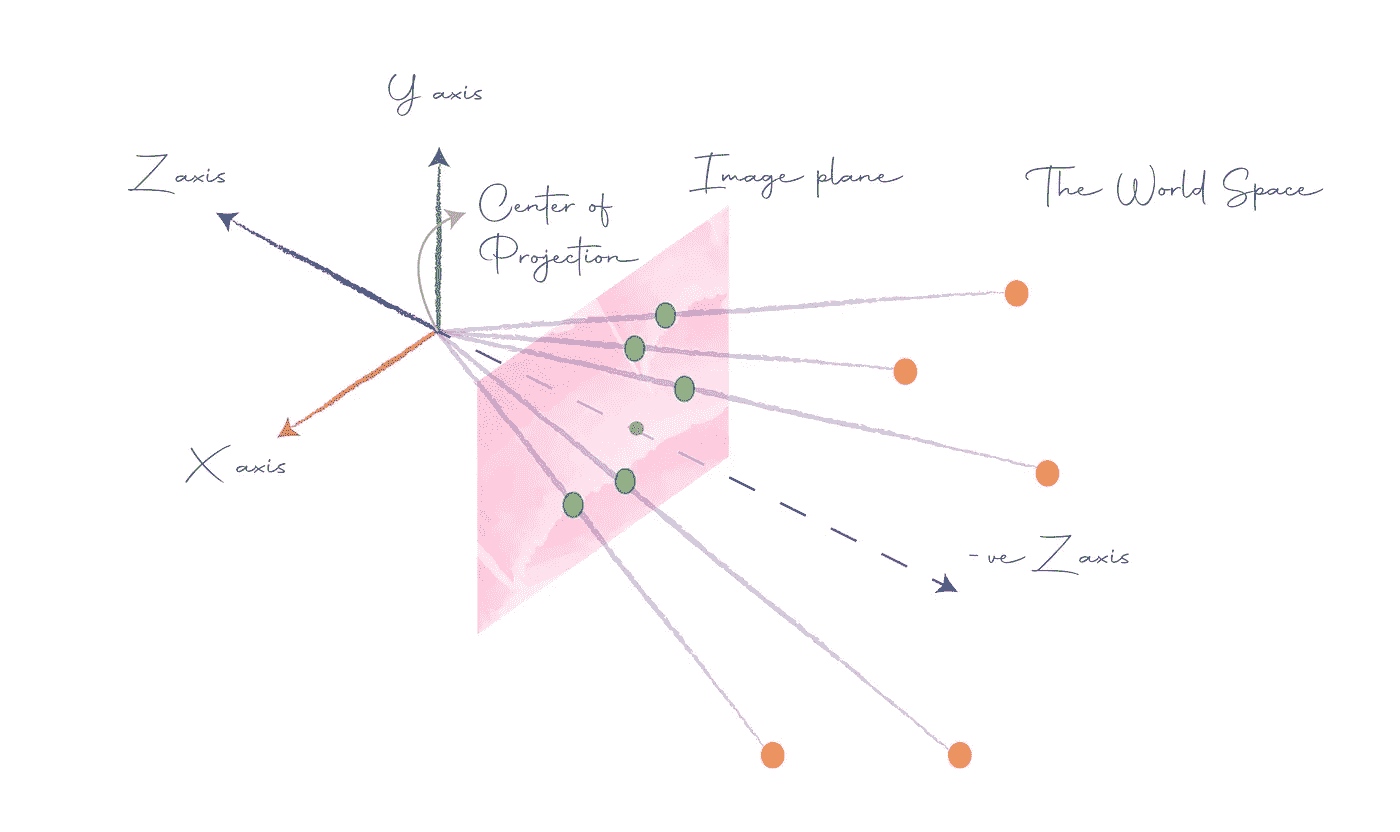 Y axis
Z axis
Center of
Projection
Image plane
The World Space
X axis
-ve Z axis